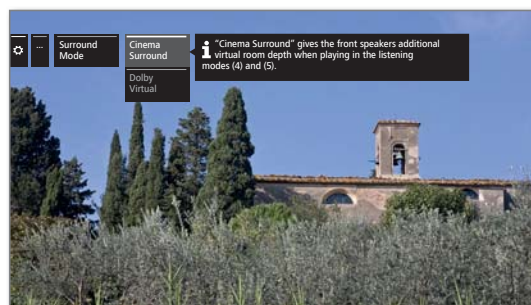 ...
Surround
Mode
Cinema
Surround
Dolby
Virtual
“Cinema Surround” gives the front speakers additional
virtual room depth when playing in the listening
modes (4) and (5).